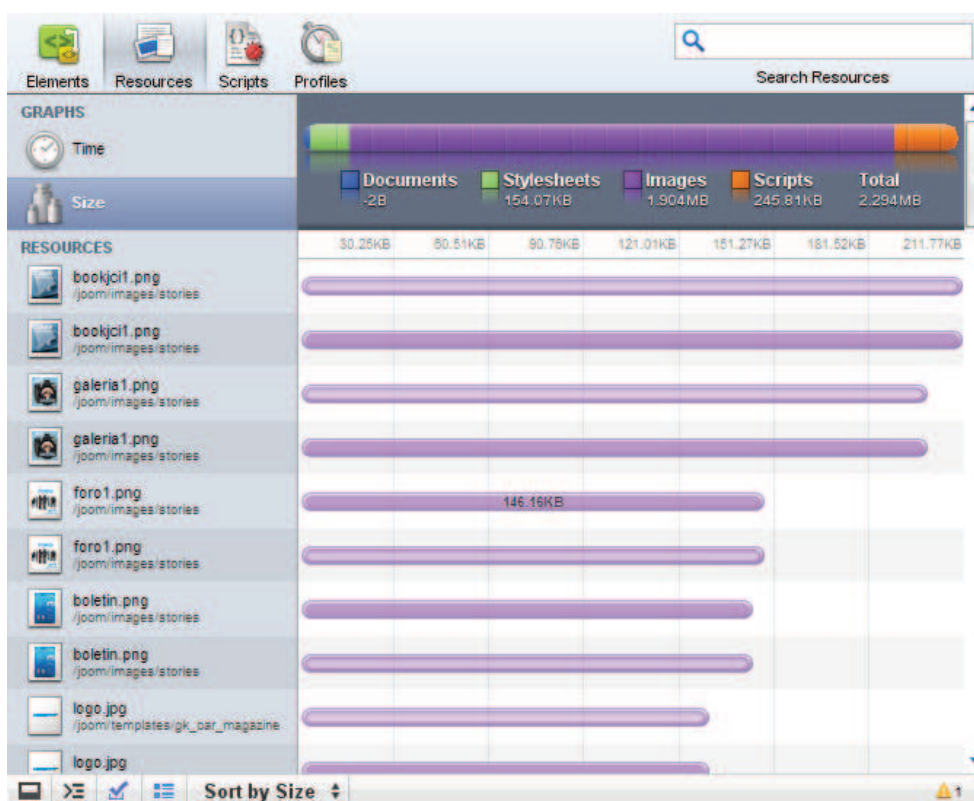 Elements Resources Scripts Profiles
Search Resources
GRAPHS
Time
Size
Documents Stylesheets Images Scripts Total
-2B 154.07KB 1.904MB 245.81KB 2.294MB
RESOURCES
30.25KB 60.51KB 90.76KB 121.01KB 151.27KB 181.52KB 211.77KB
bookjci1.png
/joom/images/stories
bookjci1.png
/joom/images/stories
galeria1.png
/joom/images/stories
galeria1.png
/joom/images/stories
foro1.png
/joom/images/stories
146.16KB
foro1.png
/joom/images/stories
boletin.png
/joom/images/stories
boletin.png
/joom/images/stories
logo.jpg
/joom/templates/gk_car_magazine
logo.jpg
Sort by Size
1